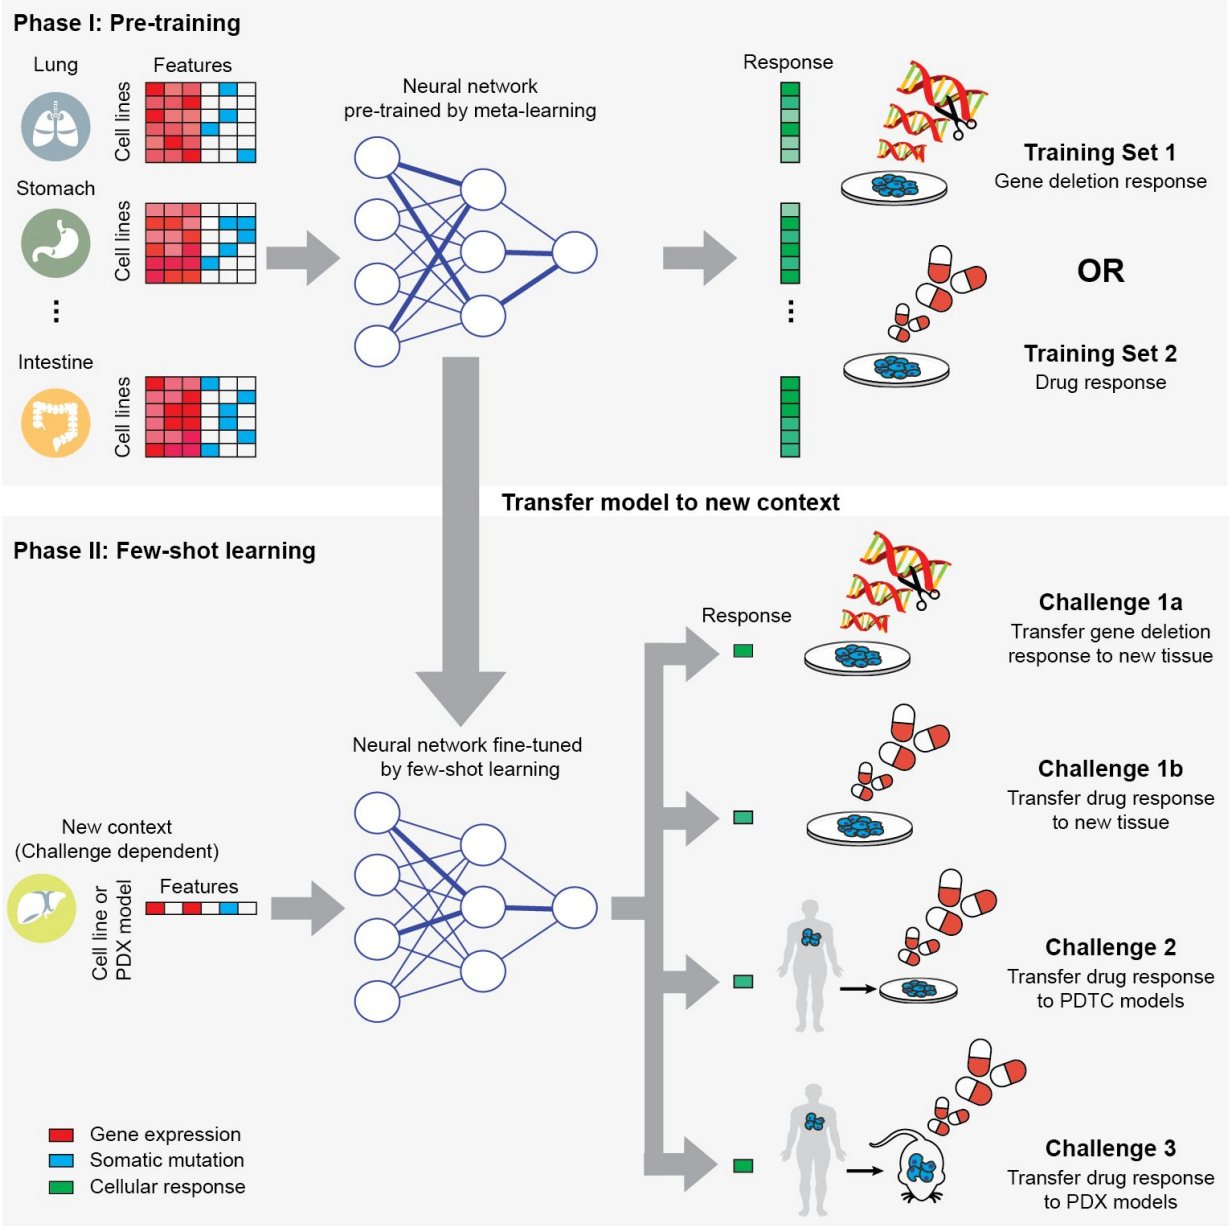 Phase I: Pre-training
Lung
Features
Cell lines
Neural network
pre-trained by meta-learning
Response
Training Set 1
Gene deletion response
Stomach
Cell lines
OR
Training Set 2
Drug response
Intestine
Cell lines
Transfer model to new context
Phase II: Few-shot learning
Response
Challenge 1a
Transfer gene deletion
response to new tissue
Neural network fine-tuned
by few-shot learning
Challenge 1b
Transfer drug response
to new tissue
New context
(Challenge dependent)
Features
Cell line or
PDX model
Challenge 2
Transfer drug response
to PDTC models
Challenge 3
Transfer drug response
to PDX models
Gene expression
Somatic mutation
Cellular response